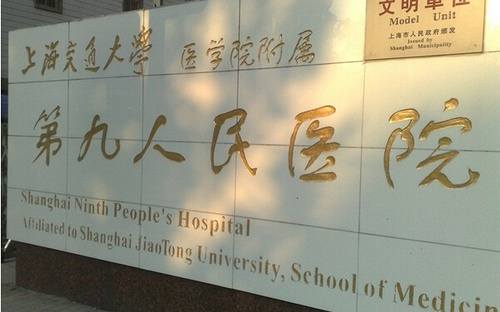 文明单位
Model Unit
上海市人民政府颁发
Issued by
Shanghai Municipality
上海交通大學 医学院附属
第九人民医院
Shanghai Ninth People's Hospital
Affiliated to Shanghai JiaoTong University, School of Medicin